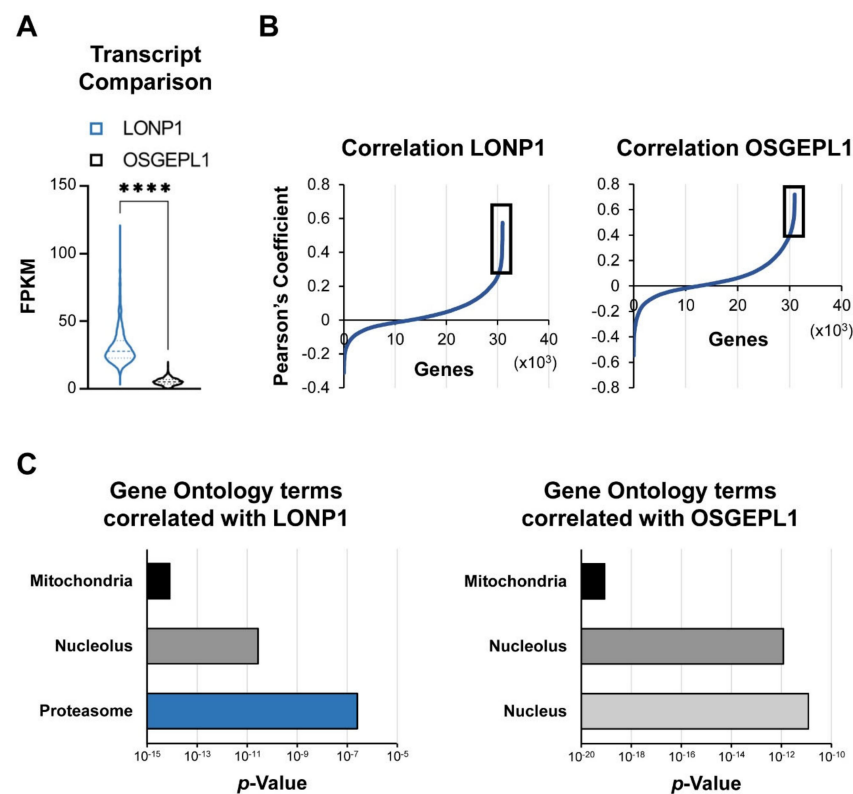 A
Transcript
Comparison
LONP1
OSGEPL1
****
150
100
50
0
FPKM
B
Correlation LONP1
Pearson's Coefficient
0.8
0.6
0.4
0.2
0
-0.2
-0.4
0 10 20 30 40
(x10³)
Genes
Correlation OSGEPL1
0.8
0.6
0.4
0.2
0
-0.2
-0.4
-0.6
-0.8
0 10 20 30 40
(x10³)
Genes
C
Gene Ontology terms
correlated with LONP1
Mitochondria
Nucleolus
Proteasome
10⁻¹⁵ 10⁻¹³ 10⁻¹¹ 10⁻⁹ 10⁻⁷ 10⁻⁵
p-Value
Gene Ontology terms
correlated with OSGEPL1
Mitochondria
Nucleolus
Nucleus
10⁻²⁰ 10⁻¹⁸ 10⁻¹⁶ 10⁻¹⁴ 10⁻¹² 10⁻¹⁰
p-Value